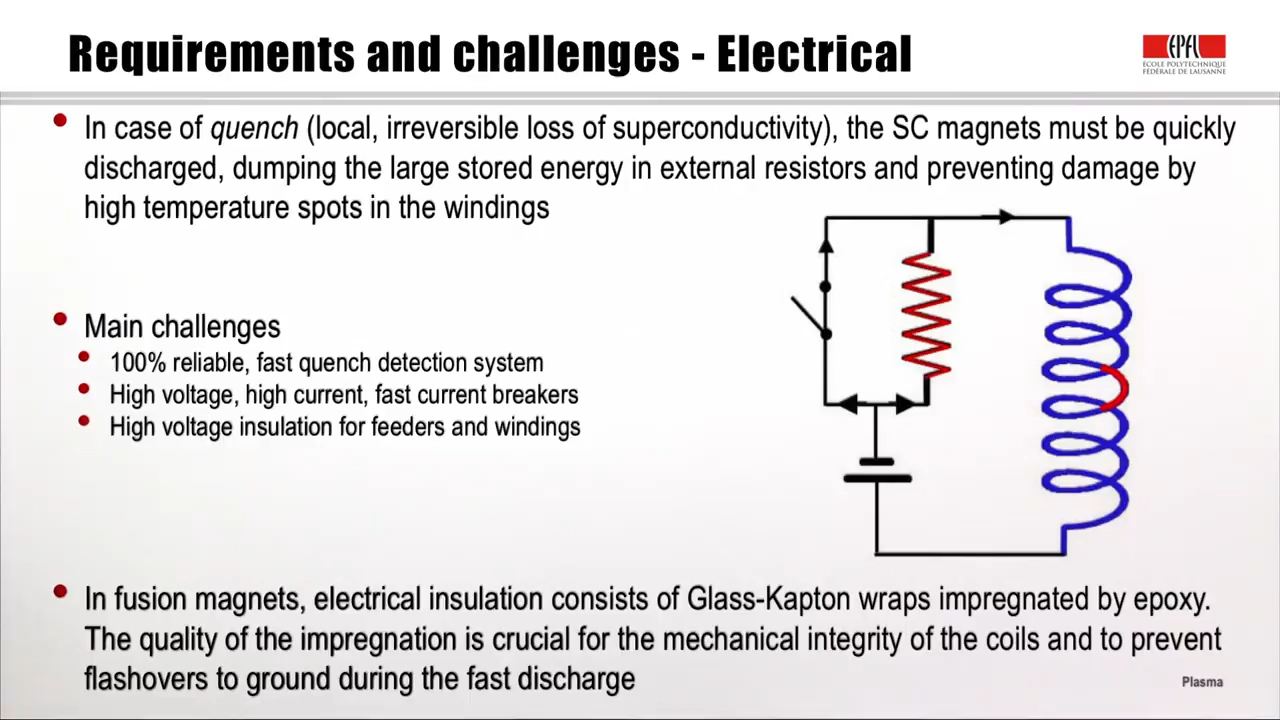 Requirements and challenges - Electrical
EPFL
ÉCOLE POLYTECHNIQUE
FÉDÉRALE DE LAUSANNE
• In case of quench (local, irreversible loss of superconductivity), the SC magnets must be quickly
discharged, dumping the large stored energy in external resistors and preventing damage by
high temperature spots in the windings
• Main challenges
• 100% reliable, fast quench detection system
• High voltage, high current, fast current breakers
• High voltage insulation for feeders and windings
• In fusion magnets, electrical insulation consists of Glass-Kapton wraps impregnated by epoxy.
The quality of the impregnation is crucial for the mechanical integrity of the coils and to prevent
flashovers to ground during the fast discharge
Plasma